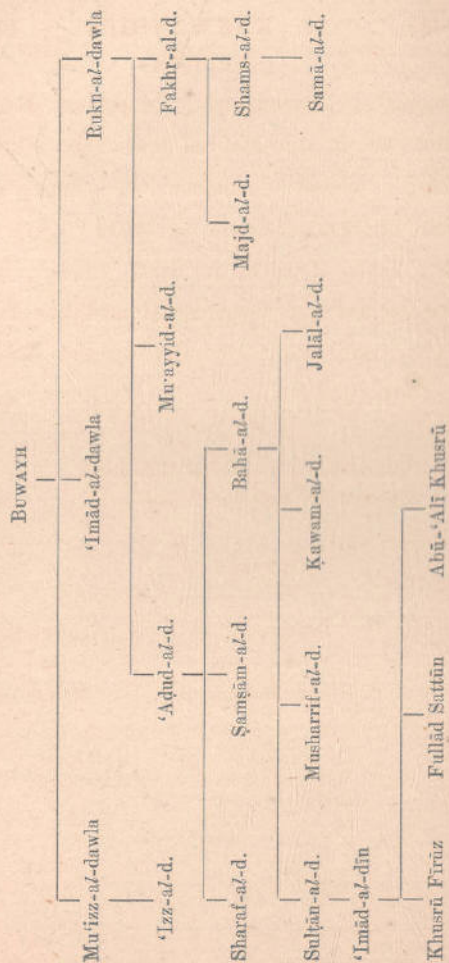 BUWAYH
Mu‘izz-al-dawla ‘Imād-al-dawla Rukn-al-dawla
‘Izz-al-d. ‘Aḍud-al-d. Mu‘ayyid-al-d. Fakhr-al-d.
Sharaf-al-d. Ṣamṣām-al-d. Bahā-al-d. Majd-al-d. Shams-al-d.
Sulṭān-al-d. Musharrif-al-d. Ḳawam-al-d. Jalāl-al-d. Samā-al-d.
‘Imād-al-dīn
Khusrū Fīrūz Fullād Sattūn Abū-‘Alī Khusrū